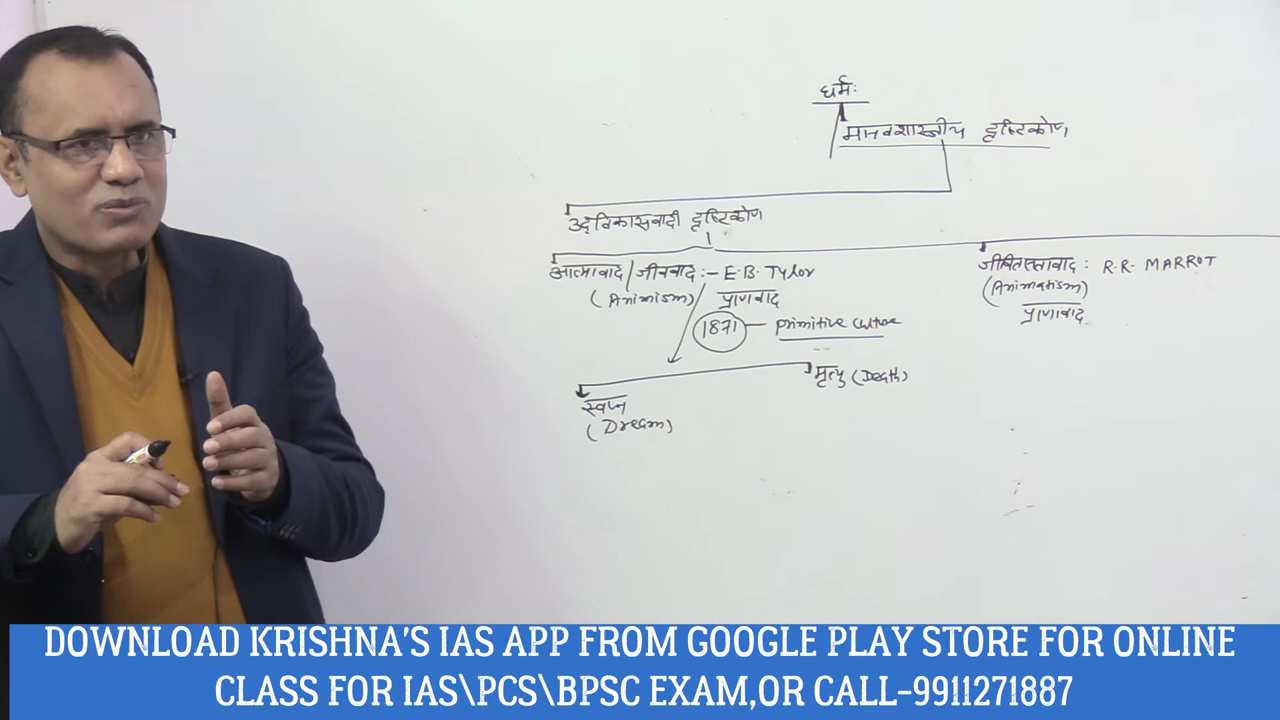 धर्मः
मानवशास्त्रीय दृष्टिकोण
उद्विकासवादी दृष्टिकोण
आत्मावाद/जीववाद :- E.B. Tylor
(Animism) प्राणवाद
1871 - primitive culture
स्वप्न
(Dream)
मृत्यु (Death)
जीवितसत्तावाद : R.R. MARROT
(Animatism)
प्राणवाद
DOWNLOAD KRISHNA'S IAS APP FROM GOOGLE PLAY STORE FOR ONLINE
CLASS FOR IAS\PCS\BPSC EXAM,OR CALL-9911271887